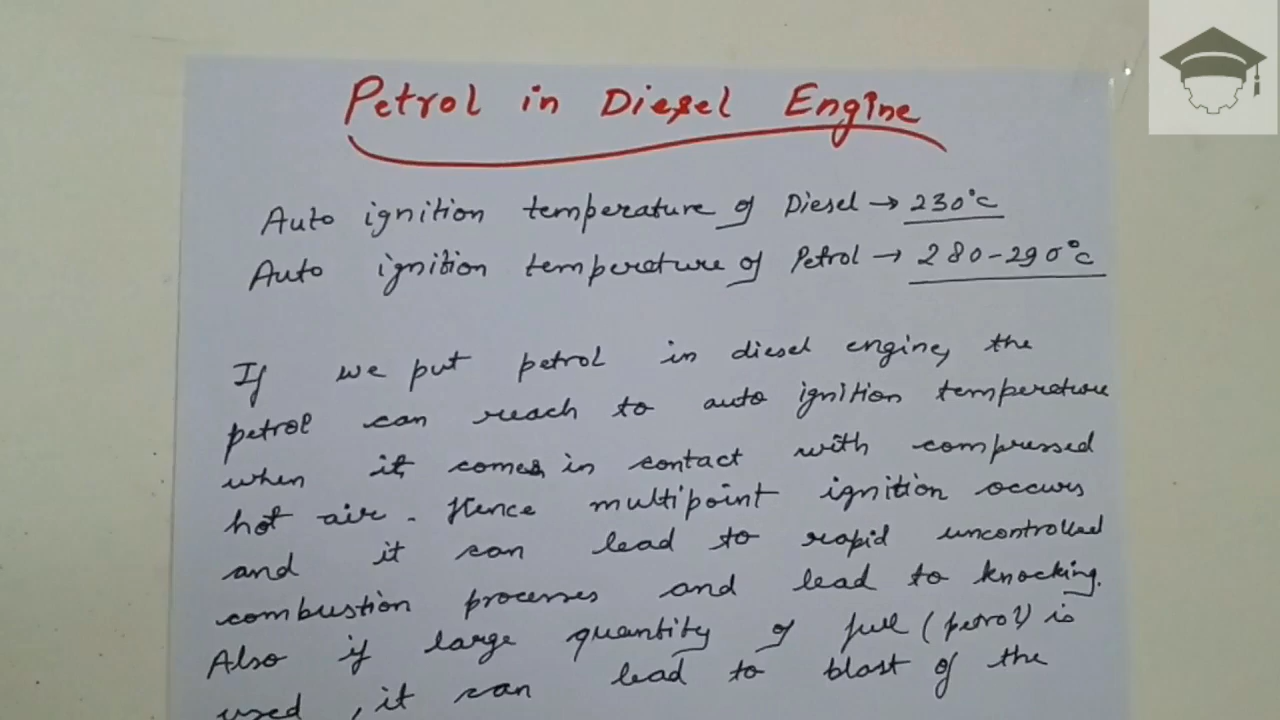 Petrol in Diesel Engine
Auto ignition temperature of Diesel → 230°c
Auto ignition temperature of Petrol → 280-290°c
If we put petrol in diesel engine, the
petrol can reach to auto ignition temperature
when it comes in contact with compressed
hot air. Hence multipoint ignition occurs
and it can lead to rapid uncontrolled
combustion processes and lead to knocking.
Also if large quantity of fuel (petrol) is
used, it can lead to blast of the